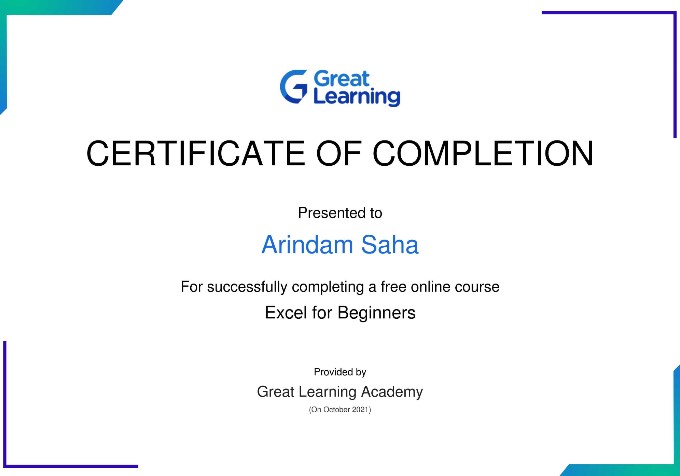 Great
Learning
CERTIFICATE OF COMPLETION
Presented to
Arindam Saha
For successfully completing a free online course
Excel for Beginners
Provided by
Great Learning Academy
(On October 2021)